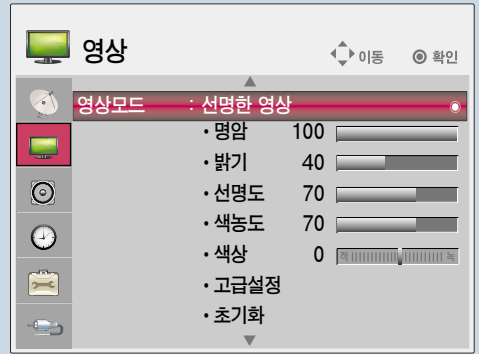 영상 이동 확인
영상모드 : 선명한 영상
• 명암 100
• 밝기 40
• 선명도 70
• 색농도 70
• 색상 0 적 녹
• 고급설정
• 초기화